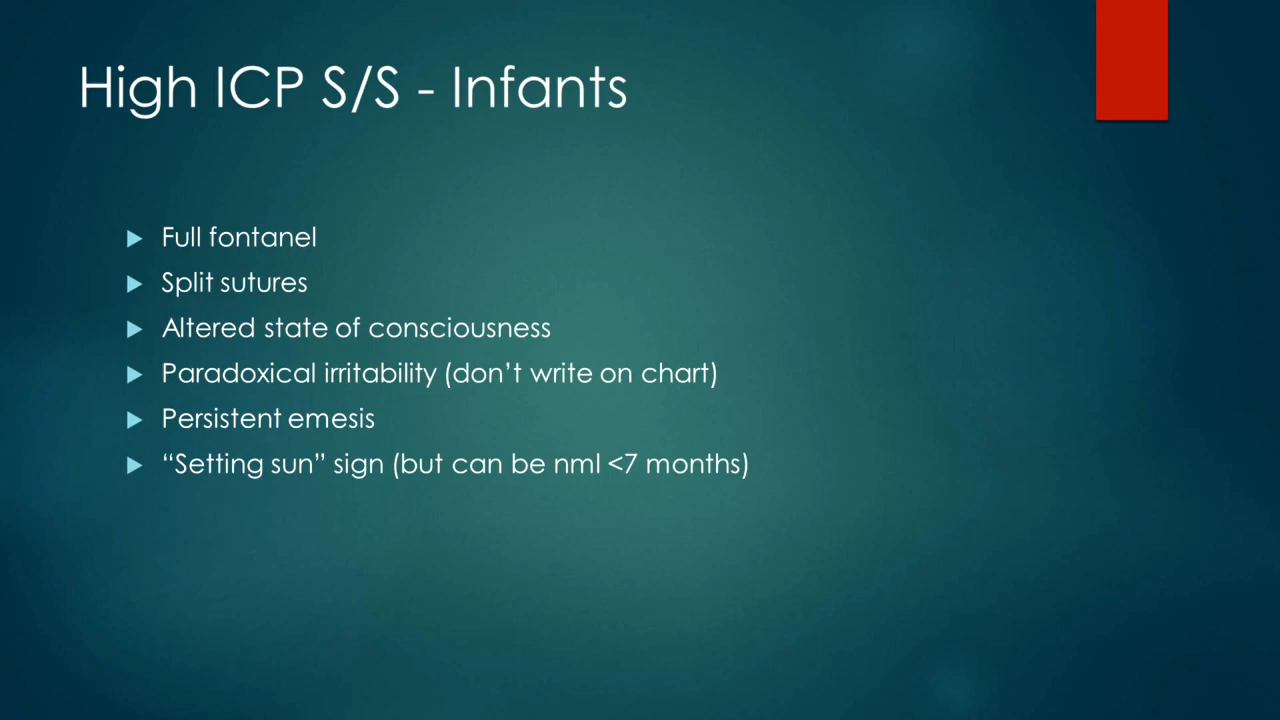 High ICP S/S - Infants
Full fontanel
Split sutures
Altered state of consciousness
Paradoxical irritability (don’t write on chart)
Persistent emesis
“Setting sun” sign (but can be nml <7 months)